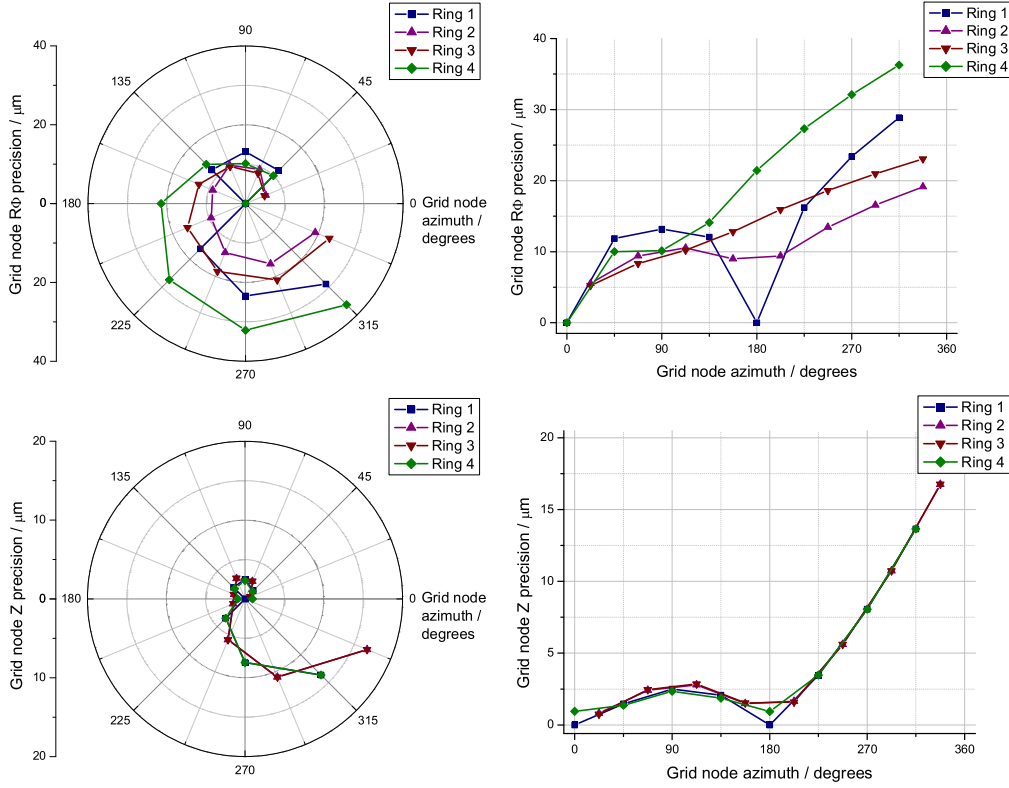 Ring 1
Ring 2
Ring 3
Ring 4
90
135
45
180
0
225
315
270
40
20
0
20
40
Grid node RΦ precision / μm
Grid node
azimuth /
degrees
Ring 1
Ring 2
Ring 3
Ring 4
40
30
20
10
0
0
90
180
270
360
Grid node RΦ precision / μm
Grid node azimuth / degrees
Ring 1
Ring 2
Ring 3
Ring 4
90
135
45
180
0
225
315
270
20
10
0
10
20
Grid node Z precision / μm
Grid node
azimuth /
degrees
Ring 1
Ring 2
Ring 3
Ring 4
20
15
10
5
0
0
90
180
270
360
Grid node Z precision / μm
Grid node azimuth / degrees